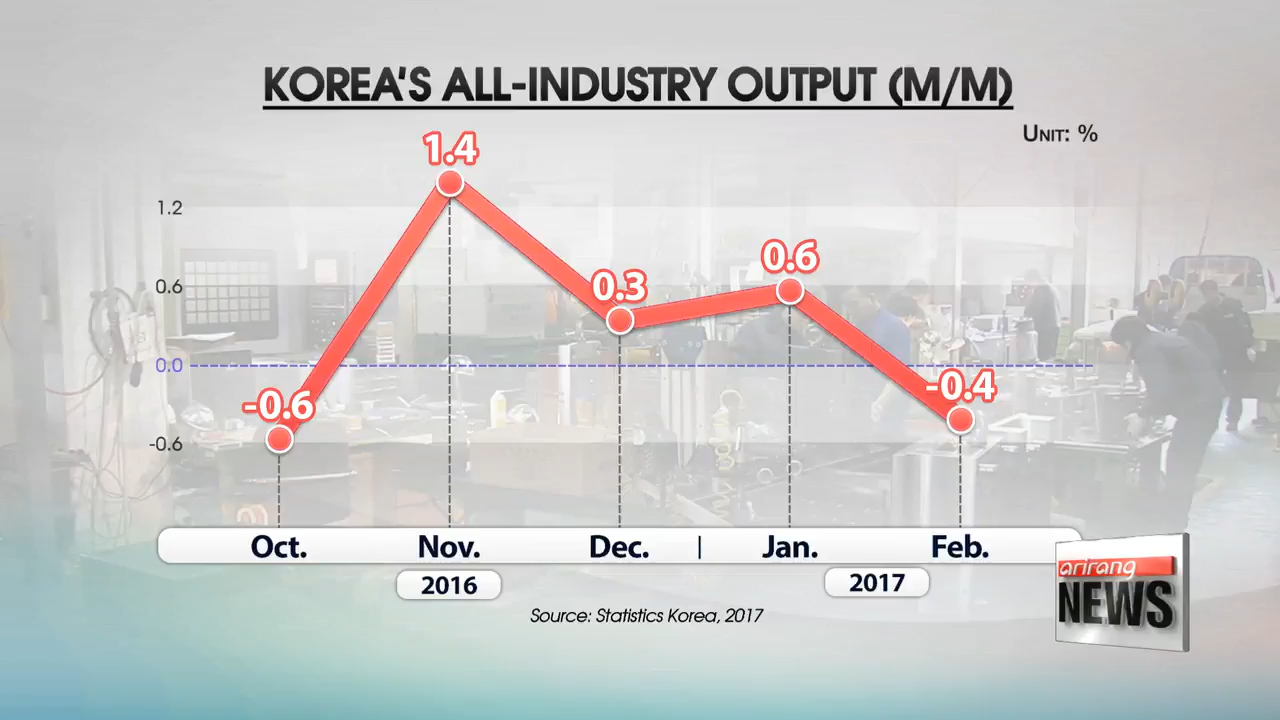 KOREA'S ALL-INDUSTRY OUTPUT (M/M)
UNIT: %
1.4
1.2
0.6
0.3
0.6
0.0
-0.6
-0.4
-0.6
Oct. Nov. Dec. | Jan. Feb.
2016 2017
Source: Statistics Korea, 2017
arirang
NEWS